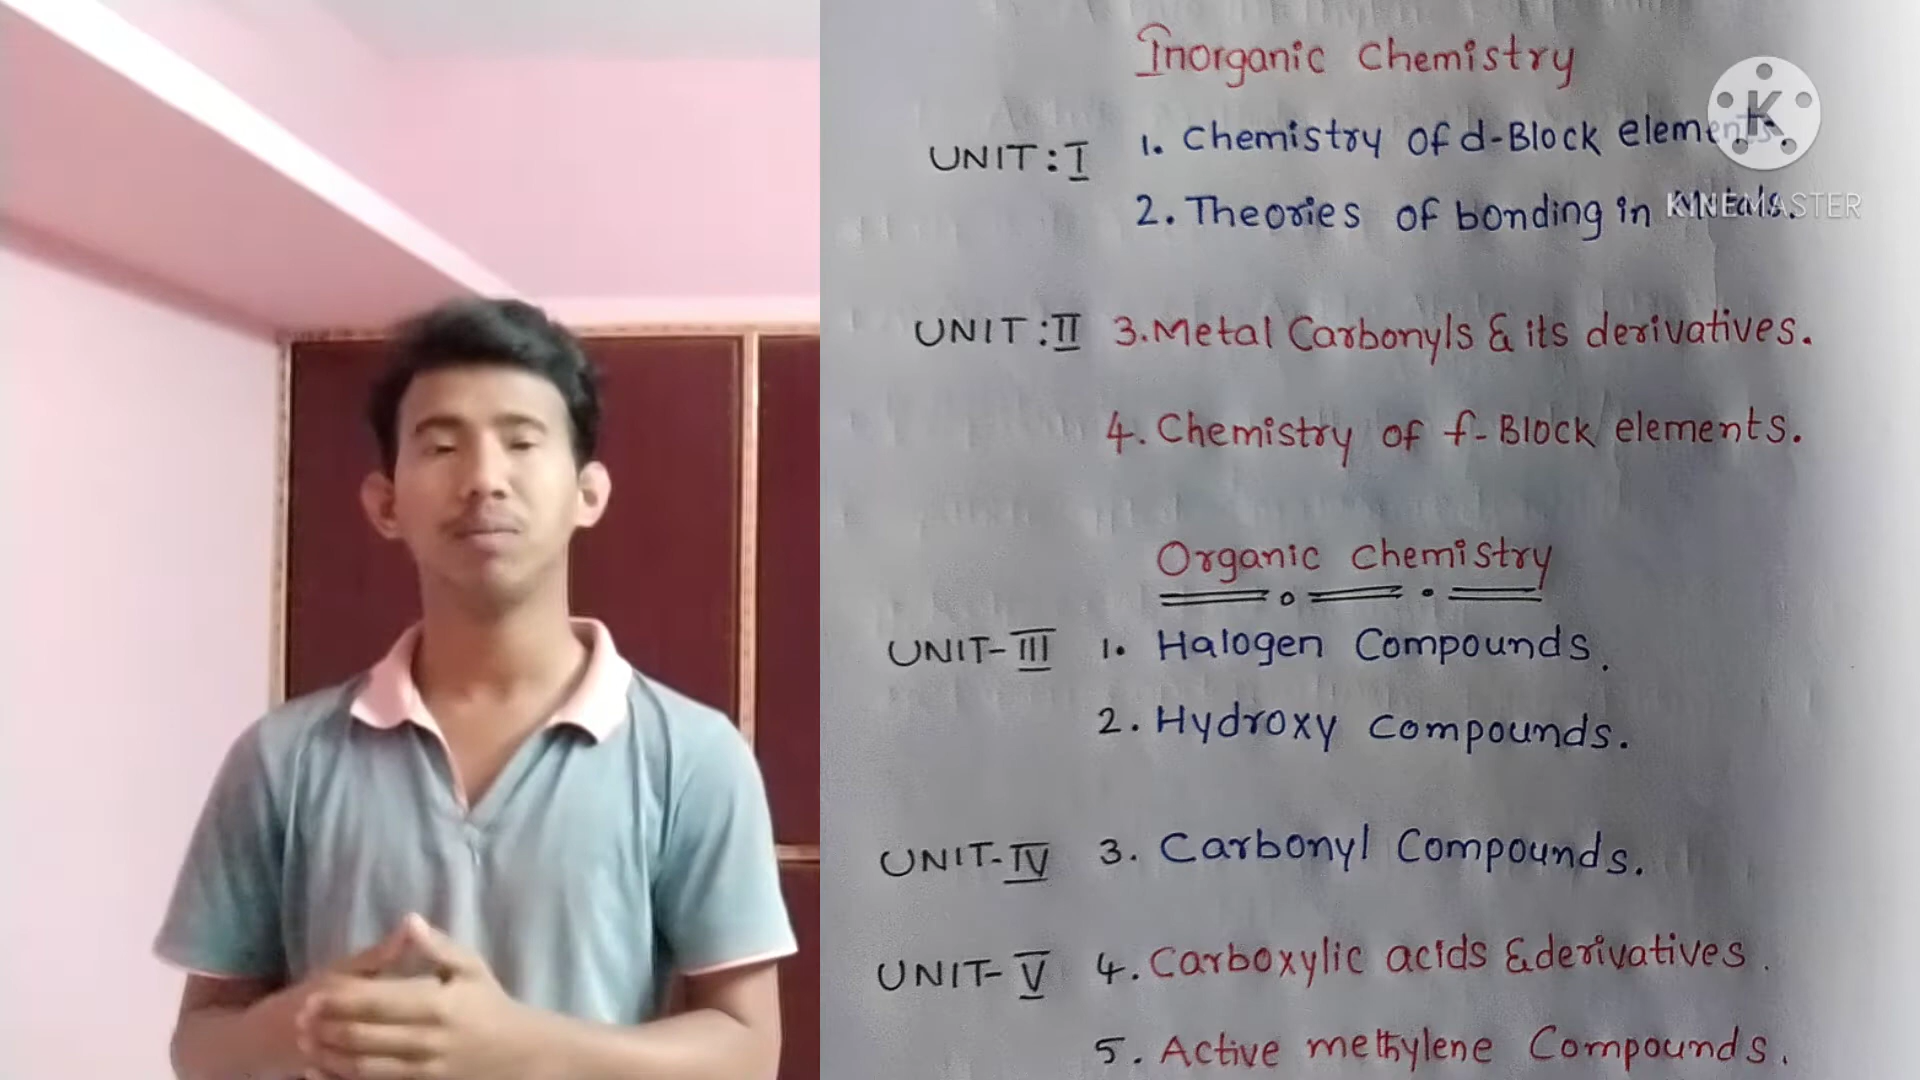 Inorganic Chemistry
UNIT: I 1. Chemistry of d-Block elements.
2. Theories of bonding in Metals.
K
KINEMASTER
UNIT: II 3. Metal Carbonyls & its derivatives.
4. Chemistry of f-Block elements.
Organic Chemistry
UNIT-III 1. Halogen Compounds.
2. Hydroxy Compounds.
UNIT-IV 3. Carbonyl Compounds.
UNIT-V 4. Carboxylic acids & derivatives.
5. Active methylene Compounds.